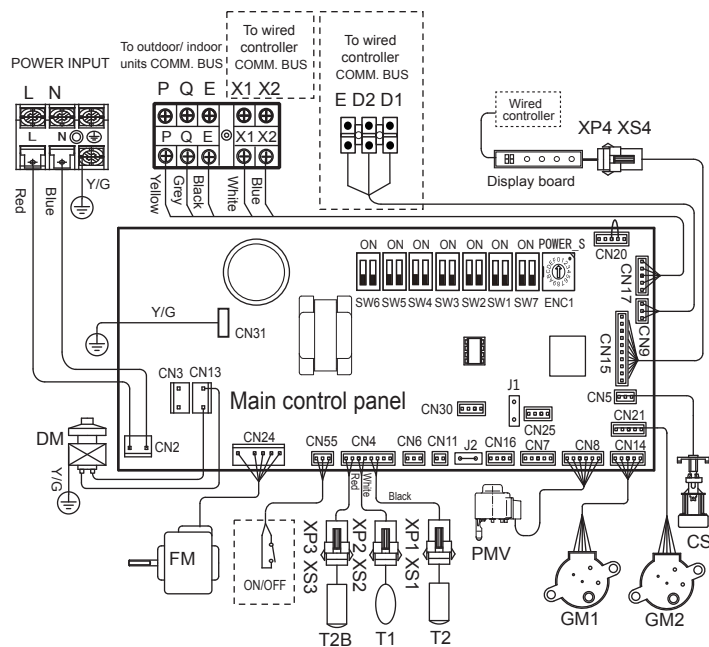 POWER INPUT
L N
L N
Y/G
Red
Blue
To outdoor/ indoor
units COMM. BUS
To wired
controller
COMM. BUS
P Q E X1 X2
P Q E X1 X2
Yellow
Grey
Black
White
Blue
To wired
controller
COMM. BUS
E D2 D1
Wired
controller
XP4 XS4
Display board
ON ON ON ON ON ON ON POWER_S
SW6 SW5 SW4 SW3 SW2 SW1 SW7 ENC1
CN20
CN17
CN9
CN15
Y/G
CN31
CN3 CN13
Main control panel
J1
CN5
CN30
CN25
CN21
DM
Y/G
CN2
CN24
CN55
CN4
CN6
CN11
J2
CN16
CN7
CN8
CN14
Red
White
Black
FM
ON/OFF
XP3 XS3
XP2 XS2
XP1 XS1
PMV
CS
T2B
T1
T2
GM1
GM2